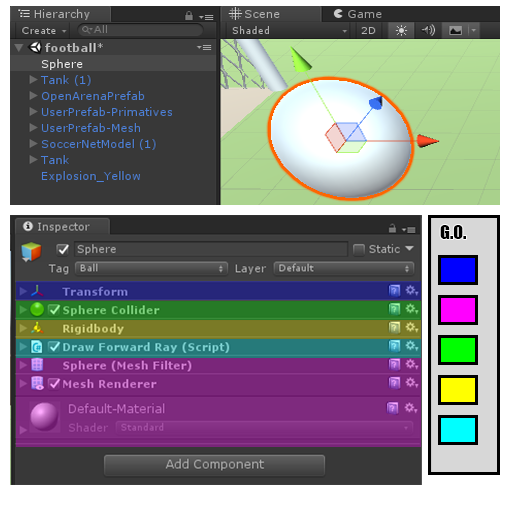 Hierarchy
Create
All
football*
Sphere
Tank (1)
OpenArenaPrefab
UserPrefab-Primatives
UserPrefab-Mesh
SoccerNetModel (1)
Tank
Explosion_Yellow
Scene
Game
Shaded
2D
Inspector
Sphere
Static
Tag
Ball
Layer
Default
Transform
Sphere Collider
Rigidbody
Draw Forward Ray (Script)
Sphere (Mesh Filter)
Mesh Renderer
Default-Material
Shader
Standard
Add Component
G.O.